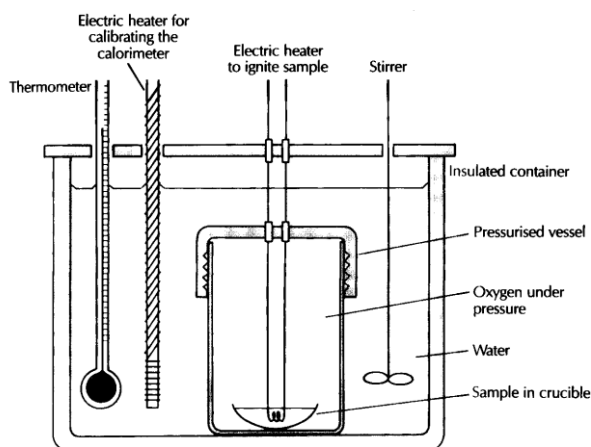 Electric heater for
calibrating the
calorimeter
Electric heater
to ignite sample
Stirrer
Thermometer
Insulated container
Pressurised vessel
Oxygen under
pressure
Water
Sample in crucible